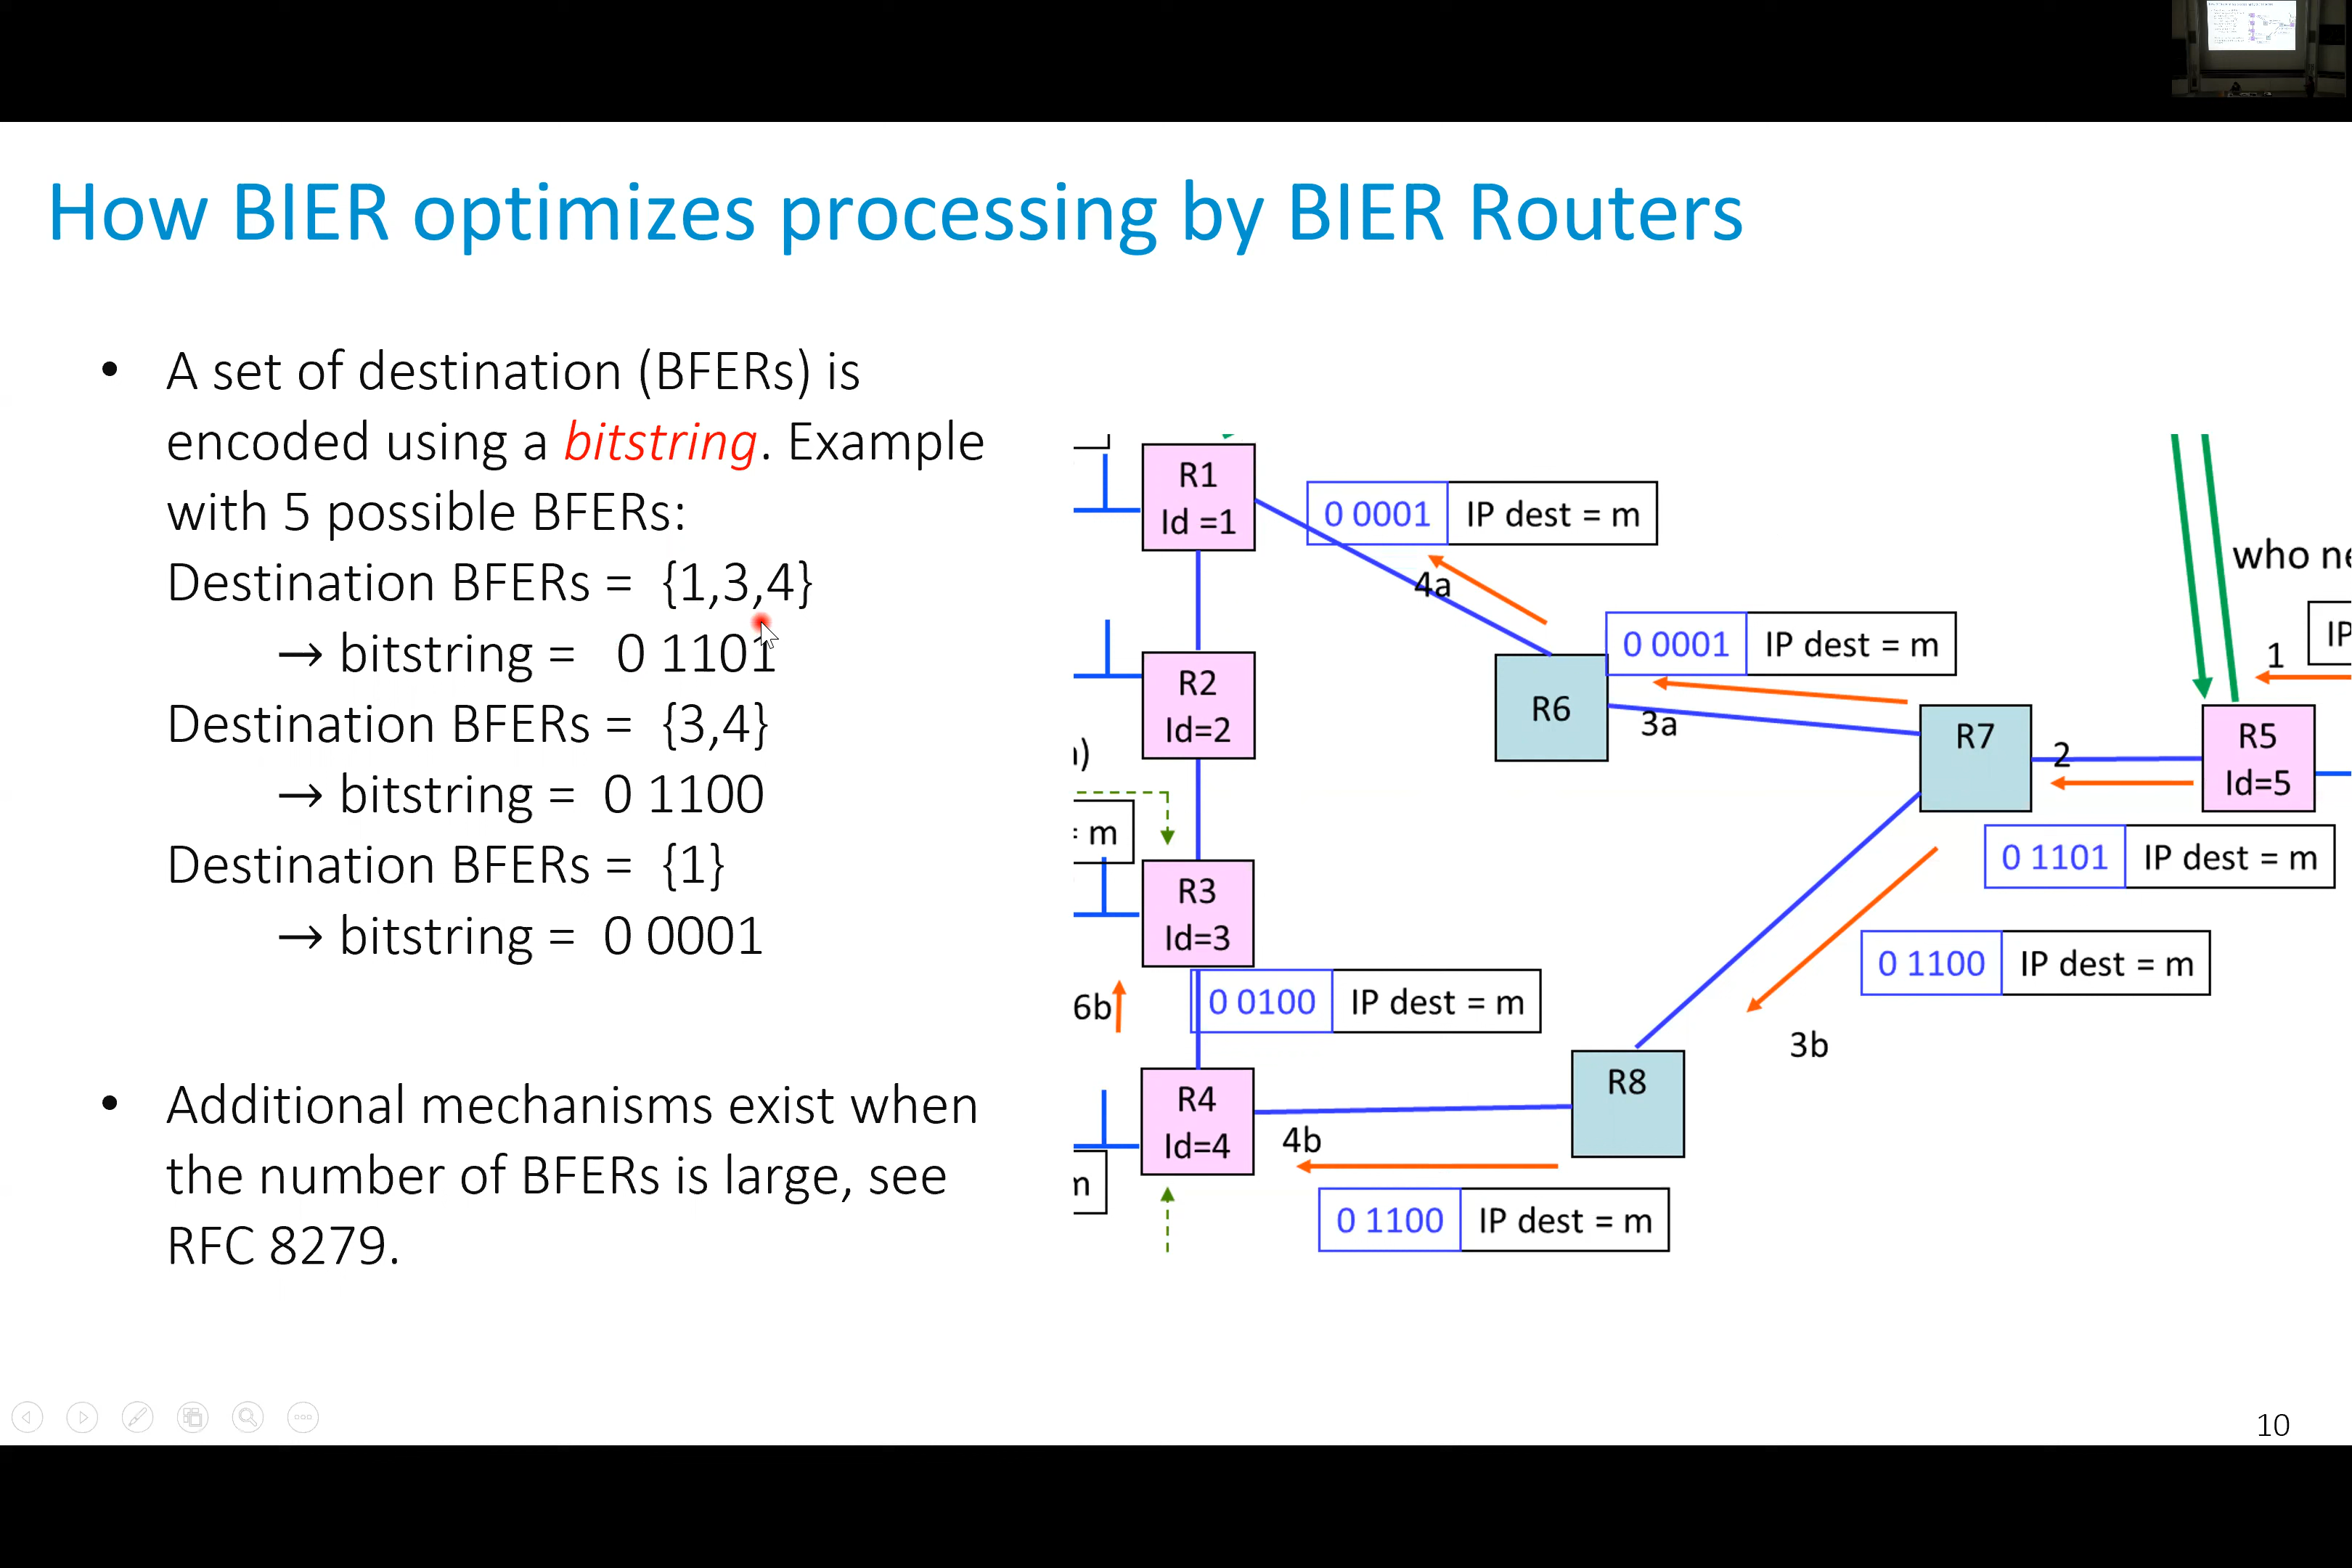 How BIER optimizes processing by BIER Routers
• A set of destination (BFERs) is
encoded using a bitstring. Example
with 5 possible BFERs:
Destination BFERs = {1,3,4}
→ bitstring = 0 1101
Destination BFERs = {3,4}
→ bitstring = 0 1100
Destination BFERs = {1}
→ bitstring = 0 0001
• Additional mechanisms exist when
the number of BFERs is large, see
RFC 8279.
R1
Id =1
0 0001 IP dest = m
4a
R2
Id=2
0 0001 IP dest = m
R6
3a
R7
2
R5
Id=5
who ne
1
IP
)
= m
0 1101 IP dest = m
R3
Id=3
0 1100 IP dest = m
6b
0 0100 IP dest = m
3b
R4
Id=4
R8
4b
m
0 1100 IP dest = m
10